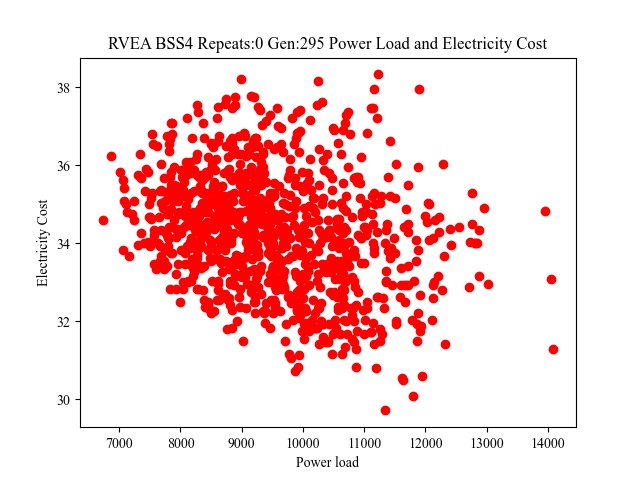 RVEA BSS4 Repeats:0 Gen:295 Power Load and Electricity Cost
38
36
34
32
30
Electricity Cost
7000 8000 9000 10000 11000 12000 13000 14000
Power load